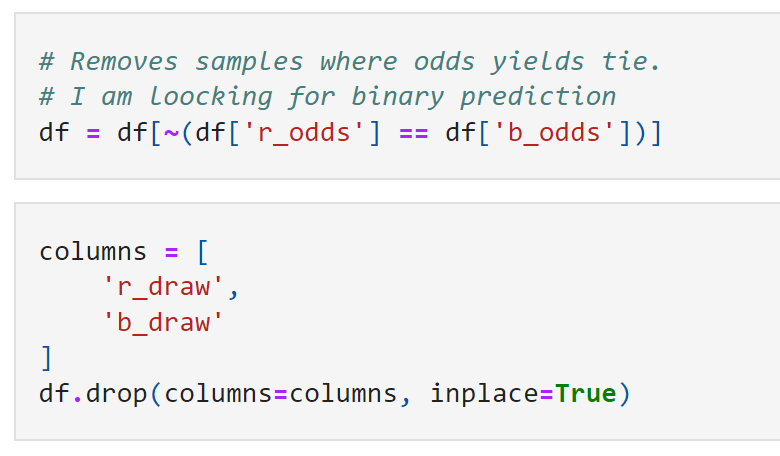 # Removes samples where odds yields tie.
# I am loocking for binary prediction
df = df[~(df['r_odds'] == df['b_odds'])]
columns = [
    'r_draw',
    'b_draw'
]
df.drop(columns=columns, inplace=True)